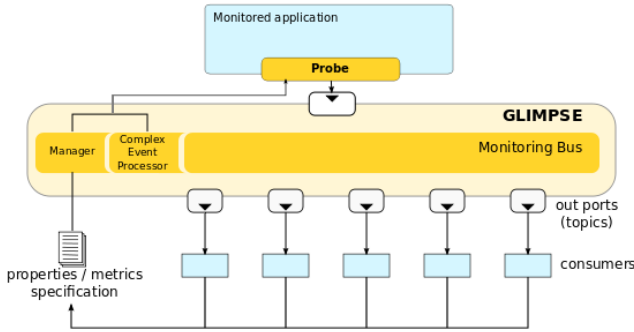 Monitored application
Probe
GLIMPSE
Manager
Complex
Event
Processor
Monitoring Bus
out ports
(topics)
properties / metrics
specification
consumers